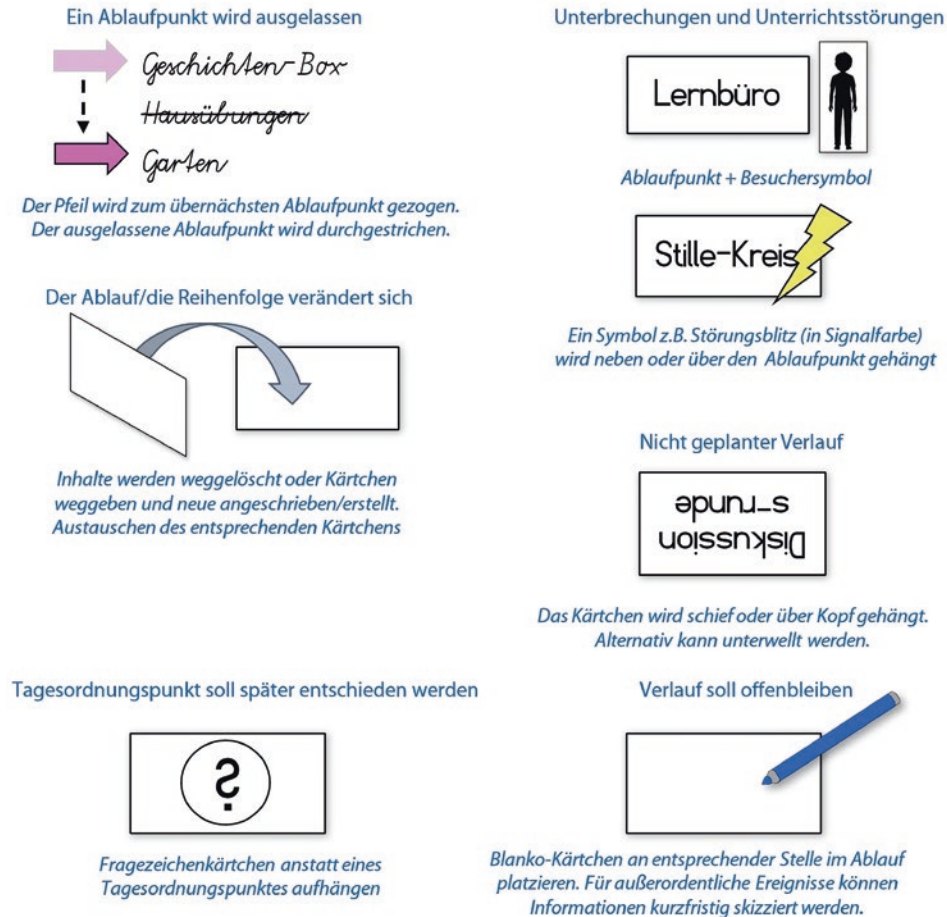 Ein Ablaufpunkt wird ausgelassen
Geschichten-Box
Hausübungen
Garten
Der Pfeil wird zum übernächsten Ablaufpunkt gezogen.
Der ausgelassene Ablaufpunkt wird durchgestrichen.
Der Ablauf/die Reihenfolge verändert sich
Inhalte werden weggelöscht oder Kärtchen
weggeben und neue angeschrieben/erstellt.
Austauschen des entsprechenden Kärtchens
Tagesordnungspunkt soll später entschieden werden
?
Fragezeichenkärtchen anstatt eines
Tagesordnungspunktes aufhängen
Unterbrechungen und Unterrichtsstörungen
Lernbüro
Ablaufpunkt + Besuchersymbol
Stille-Kreis
Ein Symbol z.B. Störungsblitz (in Signalfarbe)
wird neben oder über den Ablaufpunkt gehängt
Nicht geplanter Verlauf
Diskussion
s-runde
Das Kärtchen wird schief oder über Kopf gehängt.
Alternativ kann unterwellt werden.
Verlauf soll offenbleiben
Blanko-Kärtchen an entsprechender Stelle im Ablauf
platzieren. Für außerordentliche Ereignisse können
Informationen kurzfristig skizziert werden.